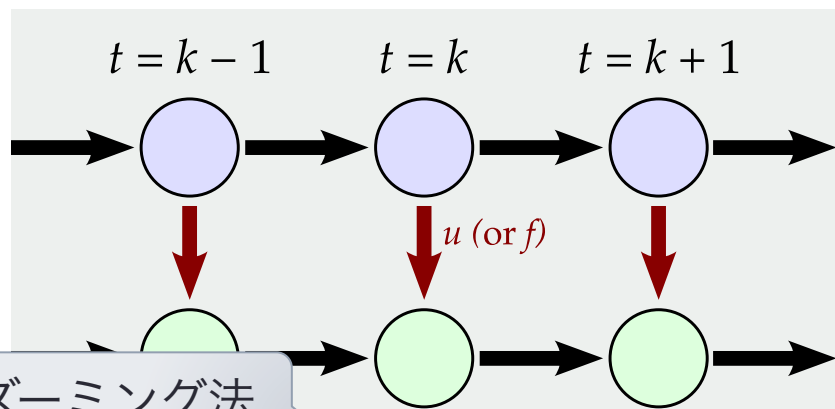 t = k − 1 t = k t = k + 1
u (or f)
ダーミング法